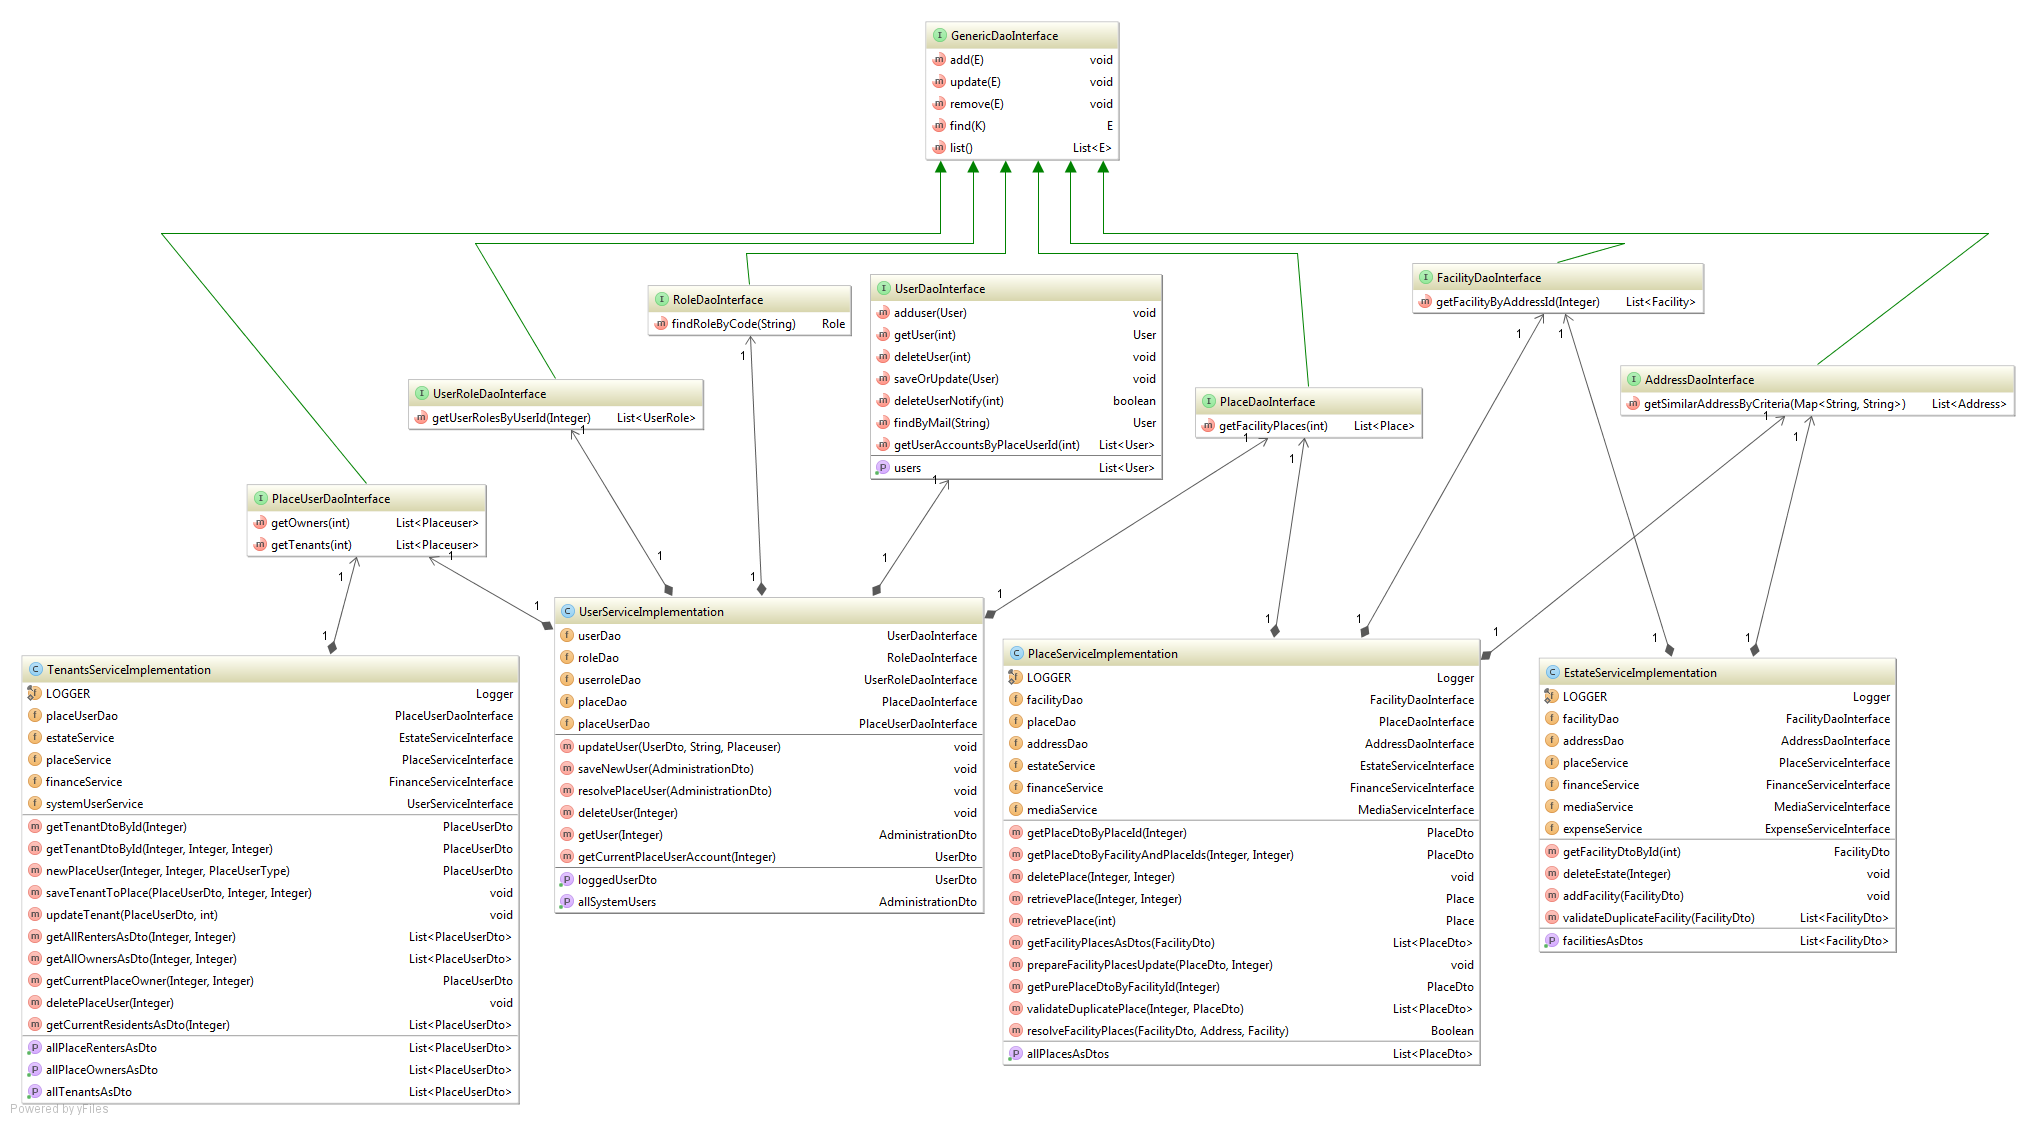 GenericDaoInterface
add(E) void
update(E) void
remove(E) void
find(K) E
list() List<E>
RoleDaoInterface
findRoleByCode(String) Role
1
UserDaoInterface
adduser(User) void
getUser(int) User
deleteUser(int) void
saveOrUpdate(User) void
deleteUserNotify(int) boolean
findByMail(String) User
getUserAccountsByPlaceUserId(int) List<User>
users List<User>
1
FacilityDaoInterface
getFacilityByAddressId(Integer) List<Facility>
1 1
UserRoleDaoInterface
getUserRolesByUserId(Integer) List<UserRole>
1
PlaceDaoInterface
getFacilityPlaces(int) List<Place>
1
1
AddressDaoInterface
getSimilarAddressByCriteria(Map<String, String>) List<Address>
1
1
PlaceUserDaoInterface
getOwners(int) List<Placeuser>
getTenants(int) List<Placeuser>
1
1
1
1
1
1
1
1
1
1
1
1
1
TenantsServiceImplementation
LOGGER Logger
placeUserDao PlaceUserDaoInterface
estateService EstateServiceInterface
placeService PlaceServiceInterface
financeService FinanceServiceInterface
systemUserService UserServiceInterface
getTenantDtoById(Integer) PlaceUserDto
getTenantDtoById(Integer, Integer, Integer) PlaceUserDto
newPlaceUser(Integer, Integer, PlaceUserType) PlaceUserDto
saveTenantToPlace(PlaceUserDto, Integer, Integer) void
updateTenant(PlaceUserDto, int) void
getAllRentersAsDto(Integer, Integer) List<PlaceUserDto>
getAllOwnersAsDto(Integer, Integer) List<PlaceUserDto>
getCurrentPlaceOwner(Integer, Integer) PlaceUserDto
deletePlaceUser(Integer) void
getCurrentResidentsAsDto(Integer) List<PlaceUserDto>
allPlaceRentersAsDto List<PlaceUserDto>
allPlaceOwnersAsDto List<PlaceUserDto>
allTenantsAsDto List<PlaceUserDto>
UserServiceImplementation
userDao UserDaoInterface
roleDao RoleDaoInterface
userroleDao UserRoleDaoInterface
placeDao PlaceDaoInterface
placeUserDao PlaceUserDaoInterface
updateUser(UserDto, String, Placeuser) void
saveNewUser(AdministrationDto) void
resolvePlaceUser(AdministrationDto) void
deleteUser(Integer) void
getUser(Integer) AdministrationDto
getCurrentPlaceUserAccount(Integer) UserDto
loggedUserDto UserDto
allSystemUsers AdministrationDto
PlaceServiceImplementation
LOGGER Logger
facilityDao FacilityDaoInterface
placeDao PlaceDaoInterface
addressDao AddressDaoInterface
estateService EstateServiceInterface
financeService FinanceServiceInterface
mediaService MediaServiceInterface
getPlaceDtoByPlaceId(Integer) PlaceDto
getPlaceDtoByFacilityAndPlaceIds(Integer, Integer) PlaceDto
deletePlace(Integer, Integer) void
retrievePlace(Integer, Integer) Place
retrievePlace(int) Place
getFacilityPlacesAsDtos(FacilityDto) List<PlaceDto>
prepareFacilityPlacesUpdate(PlaceDto, Integer) void
getPurePlaceDtoByFacilityId(Integer) PlaceDto
validateDuplicatePlace(Integer, PlaceDto) List<PlaceDto>
resolveFacilityPlaces(FacilityDto, Address, Facility) Boolean
allPlacesAsDtos List<PlaceDto>
EstateServiceImplementation
LOGGER Logger
facilityDao FacilityDaoInterface
addressDao AddressDaoInterface
placeService PlaceServiceInterface
financeService FinanceServiceInterface
mediaService MediaServiceInterface
expenseService ExpenseServiceInterface
getFacilityDtoById(int) FacilityDto
deleteEstate(Integer) void
addFacility(FacilityDto) void
validateDuplicateFacility(FacilityDto) List<FacilityDto>
facilitiesAsDtos List<FacilityDto>
Powered by yFiles